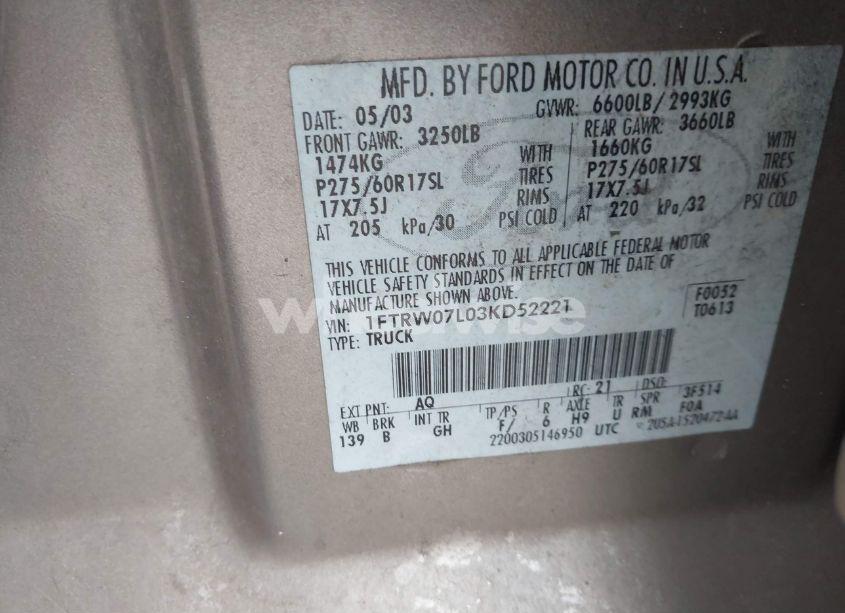 MFD. BY FORD MOTOR CO. IN U.S.A.
DATE: 05/03 GVWR: 6600LB/ 2993KG
FRONT GAWR: 3250LB REAR GAWR: 3660LB
1474KG WITH 1660KG WITH
P275/60R17SL TIRES P275/60R17SL TIRES
17X7.5J RIMS 17X7.5J RIMS
AT 205 kPa/30 PSI COLD AT 220 kPa/32 PSI COLD
THIS VEHICLE CONFORMS TO ALL APPLICABLE FEDERAL MOTOR
VEHICLE SAFETY STANDARDS IN EFFECT ON THE DATE OF
MANUFACTURE SHOWN ABOVE.
VIN: 1FTRW07L03KD52221 F0052
TYPE: TRUCK T0613
EXT PNT: AQ RC: 21 DSO: 3F514
WB BRK INT TR TP/PS R AXLE TR SPR F0A
139 B GH F/ 6 H9 U RM
2200305146950 UTC